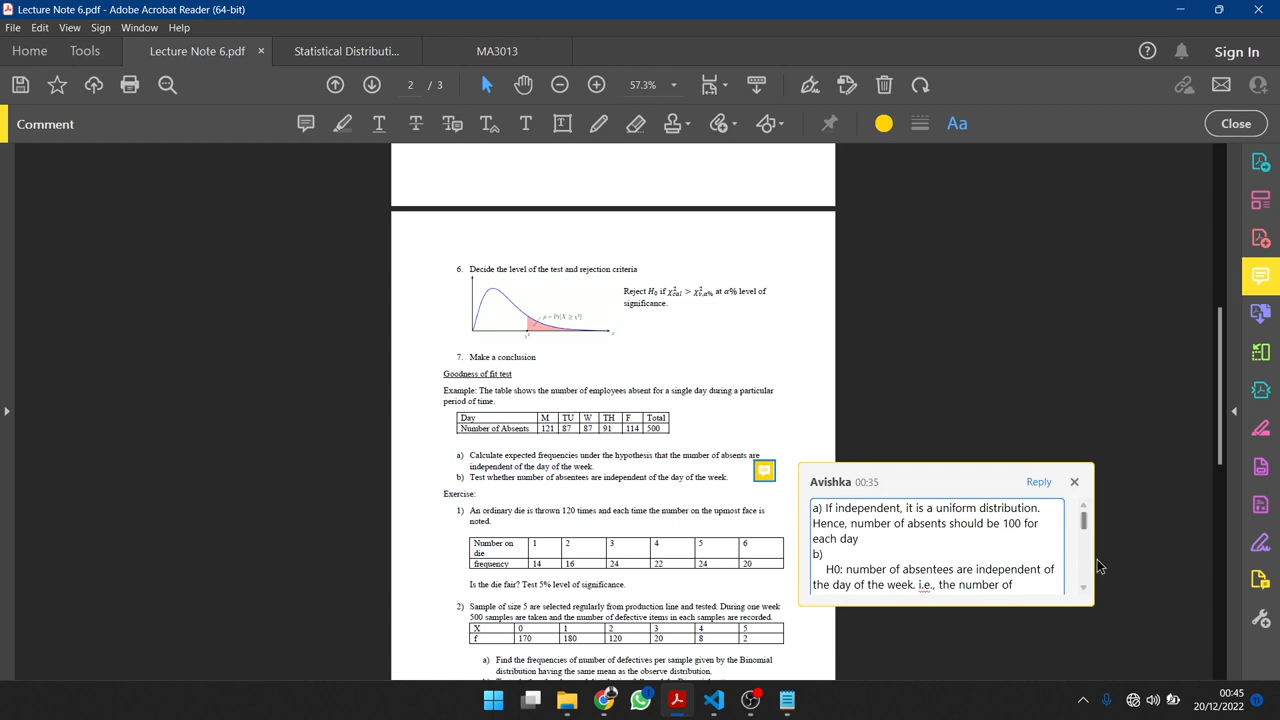 Lecture Note 6.pdf - Adobe Acrobat Reader (64-bit)
File Edit View Sign Window Help
Home Tools Lecture Note 6.pdf × Statistical Distributi... MA3013 Sign In
2 / 3 57.3%
Comment Close
6. Decide the level of the test and rejection criteria
Reject H₀ if χ²cal > χ²ν,α% at α% level of
significance.
p = Pr[X ≥ χ²]
7. Make a conclusion
Goodness of fit test
Example: The table shows the number of employees absent for a single day during a particular
period of time.
Day M TU W TH F Total
Number of Absents 121 87 87 91 114 500
a) Calculate expected frequencies under the hypothesis that the number of absents are
independent of the day of the week.
b) Test whether number of absentees are independent of the day of the week.
Exercise:
1) An ordinary die is thrown 120 times and each time the number on the upmost face is
noted.
Number on 1 2 3 4 5 6
die
frequency 14 16 24 22 24 20
Is the die fair? Test 5% level of significance.
2) Sample of size 5 are selected regularly from production line and tested. During one week
500 samples are taken and the number of defective items in each samples are recorded.
X 0 1 2 3 4 5
f 170 180 120 20 8 2
a) Find the frequencies of number of defectives per sample given by the Binomial
distribution having the same mean as the observe distribution.
Avishka 00:35 Reply
a) If independent, it is a uniform distribution.
Hence, number of absents should be 100 for
each day
b)
H0: number of absentees are independent of
the day of the week. i.e., the number of
00:45
20/12/2022